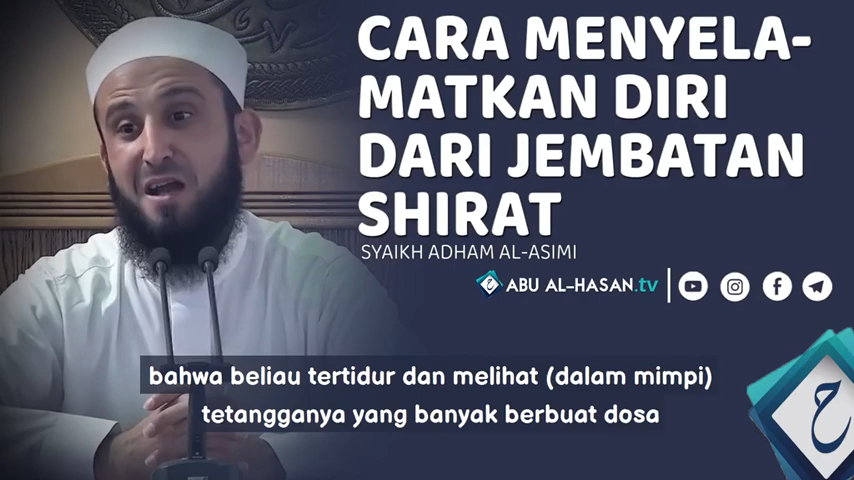 CARA MENYELA-
MATKAN DIRI
DARI JEMBATAN
SHIRAT
SYAIKH ADHAM AL-ASIMI
ABU AL-HASAN.tv
bahwa beliau tertidur dan melihat (dalam mimpi)
tetangganya yang banyak berbuat dosa
ح